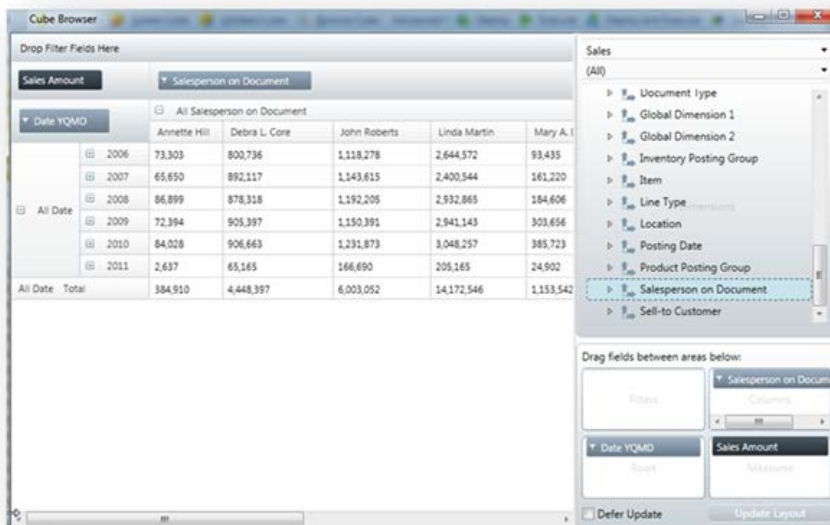 Cube Browser
Drop Filter Fields Here
Sales Amount
Salesperson on Document
Date YQMD
All Salesperson on Document
Annette Hill Debra L. Core John Roberts Linda Martin Mary A.
All Date
2006 73,303 800,736 1,118,278 2,644,572 93,435
2007 65,650 892,117 1,143,615 2,400,544 161,220
2008 86,899 878,318 1,192,205 2,932,865 184,606
2009 72,394 905,397 1,150,391 2,941,143 303,656
2010 84,028 906,663 1,231,873 3,048,257 385,723
2011 2,637 65,165 166,690 205,165 24,902
All Date Total 384,910 4,448,397 6,003,052 14,172,546 1,153,542
Sales
(All)
Document Type
Global Dimension 1
Global Dimension 2
Inventory Posting Group
Item
Line Type
Location
Posting Date
Product Posting Group
Salesperson on Document
Sell-to Customer
Drag fields between areas below:
Filters
Salesperson on Docum
Columns
Date YQMD
Rows
Sales Amount
Measures
Defer Update
Update Layout